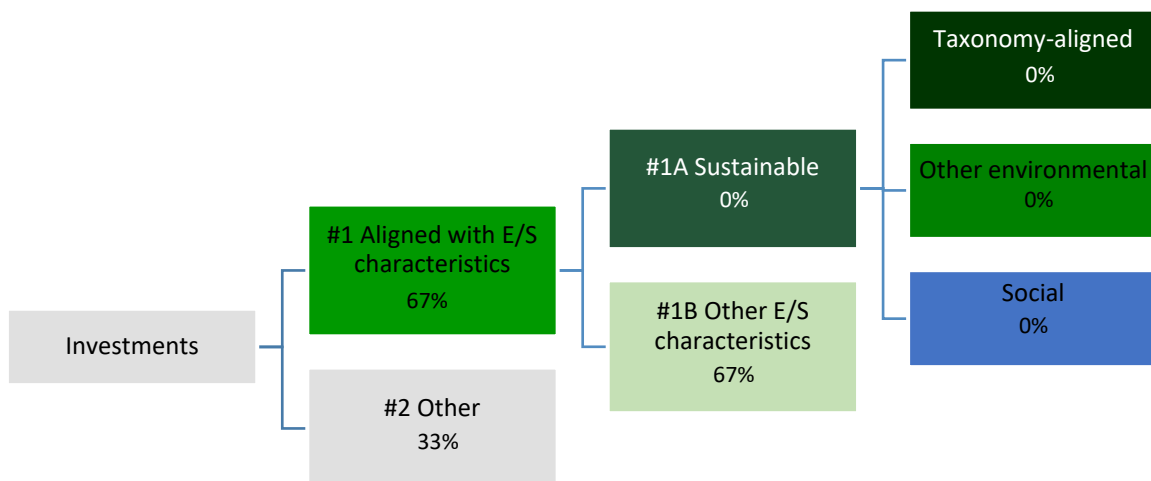 Investments
#1 Aligned with E/S
characteristics
67%
#2 Other
33%
#1A Sustainable
0%
#1B Other E/S
characteristics
67%
Taxonomy-aligned
0%
Other environmental
0%
Social
0%